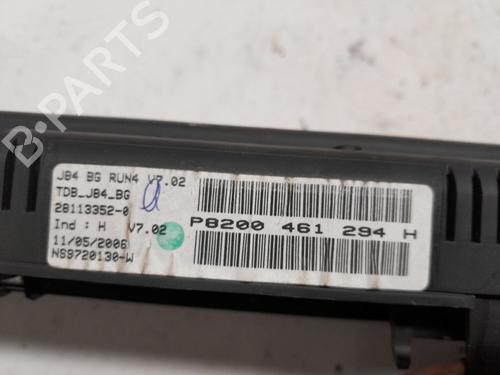 JB4 BG RUN4 V7.02
TDB_JB4_BG
28113352-0
Ind : H V7.02
11/05/2006
NS9720130-W
P8200 461 294 H
B-PARTS